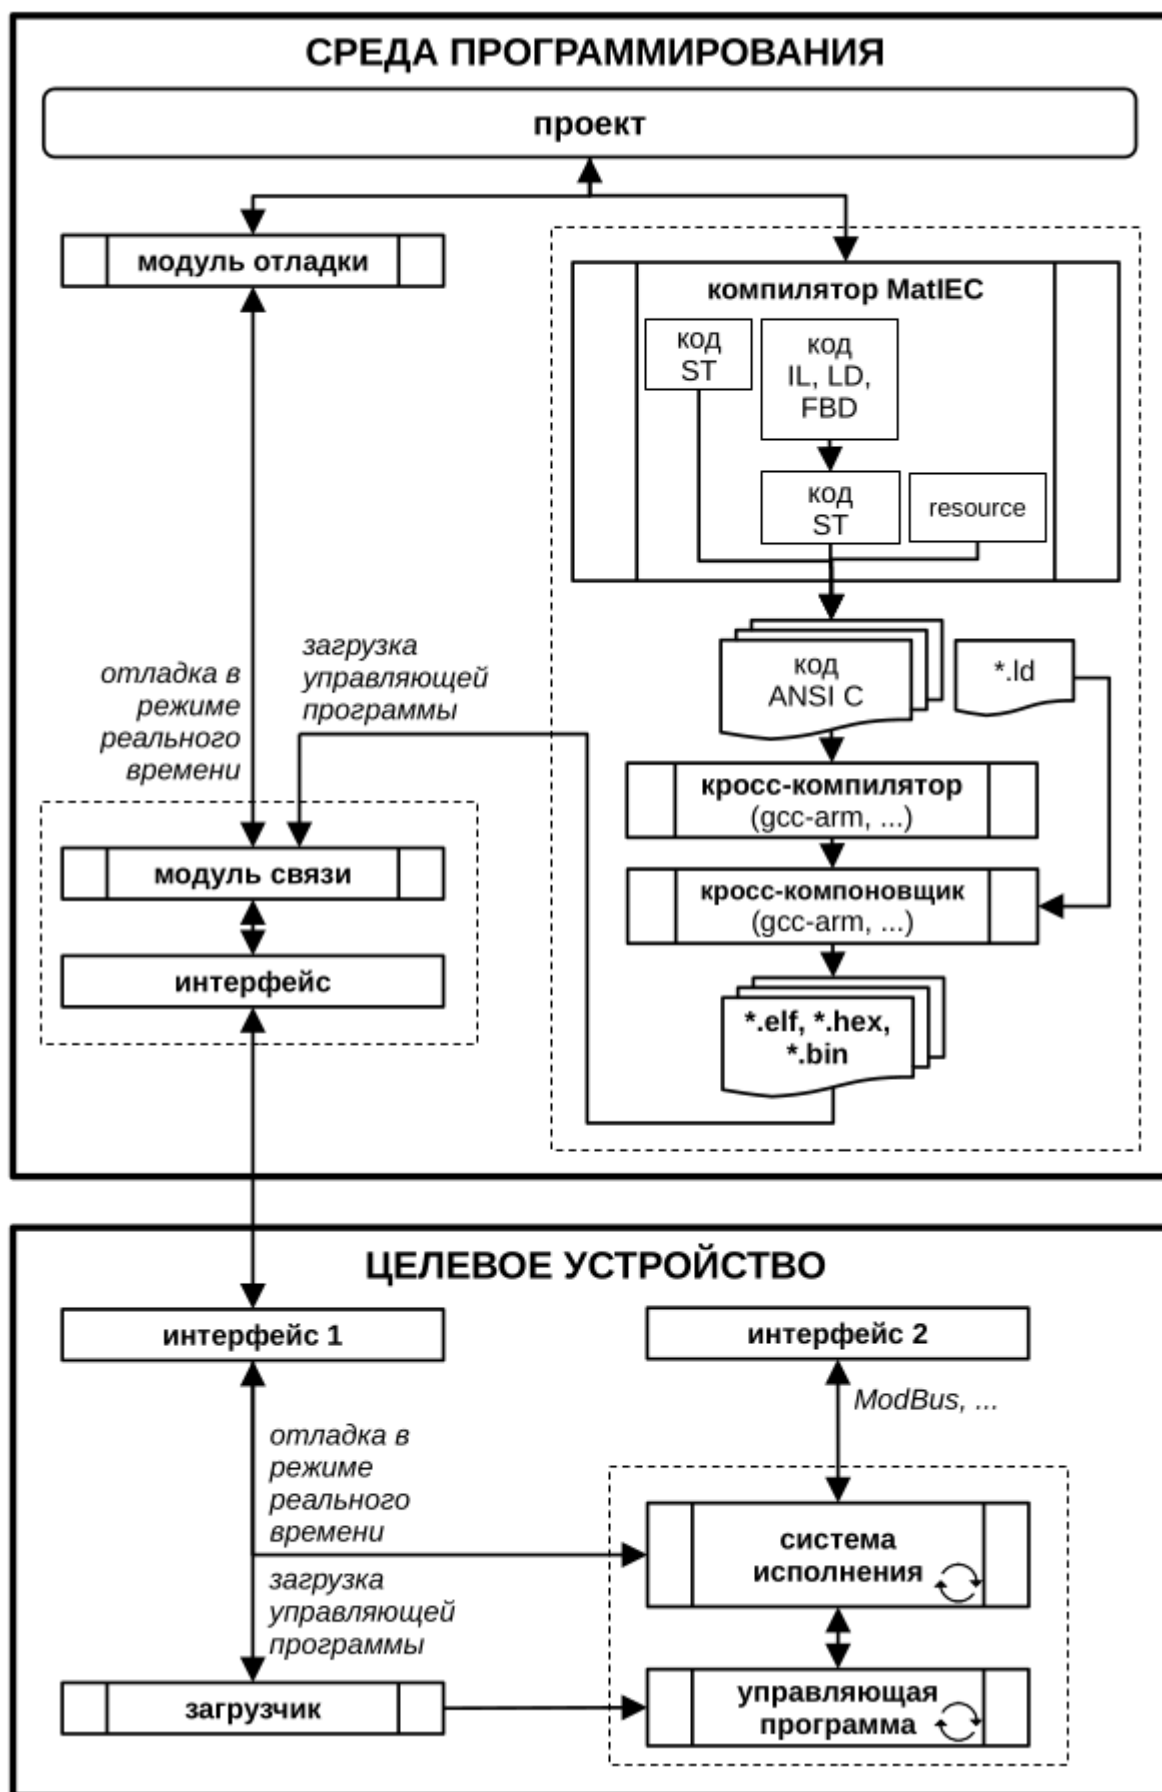 СРЕДА ПРОГРАММИРОВАНИЯ
проект
модуль отладки
компилятор MatIEC
код
ST
код
IL, LD,
FBD
код
ST
resource
отладка в
режиме
реального
времени
загрузка
управляющей
программы
код
ANSI C
*.ld
кросс-компилятор
(gcc-arm, ...)
модуль связи
кросс-компоновщик
(gcc-arm, ...)
интерфейс
*.elf, *.hex,
*.bin
ЦЕЛЕВОЕ УСТРОЙСТВО
интерфейс 1
интерфейс 2
ModBus, ...
отладка в
режиме
реального
времени
система
исполнения
загрузка
управляющей
программы
загрузчик
управляющая
программа